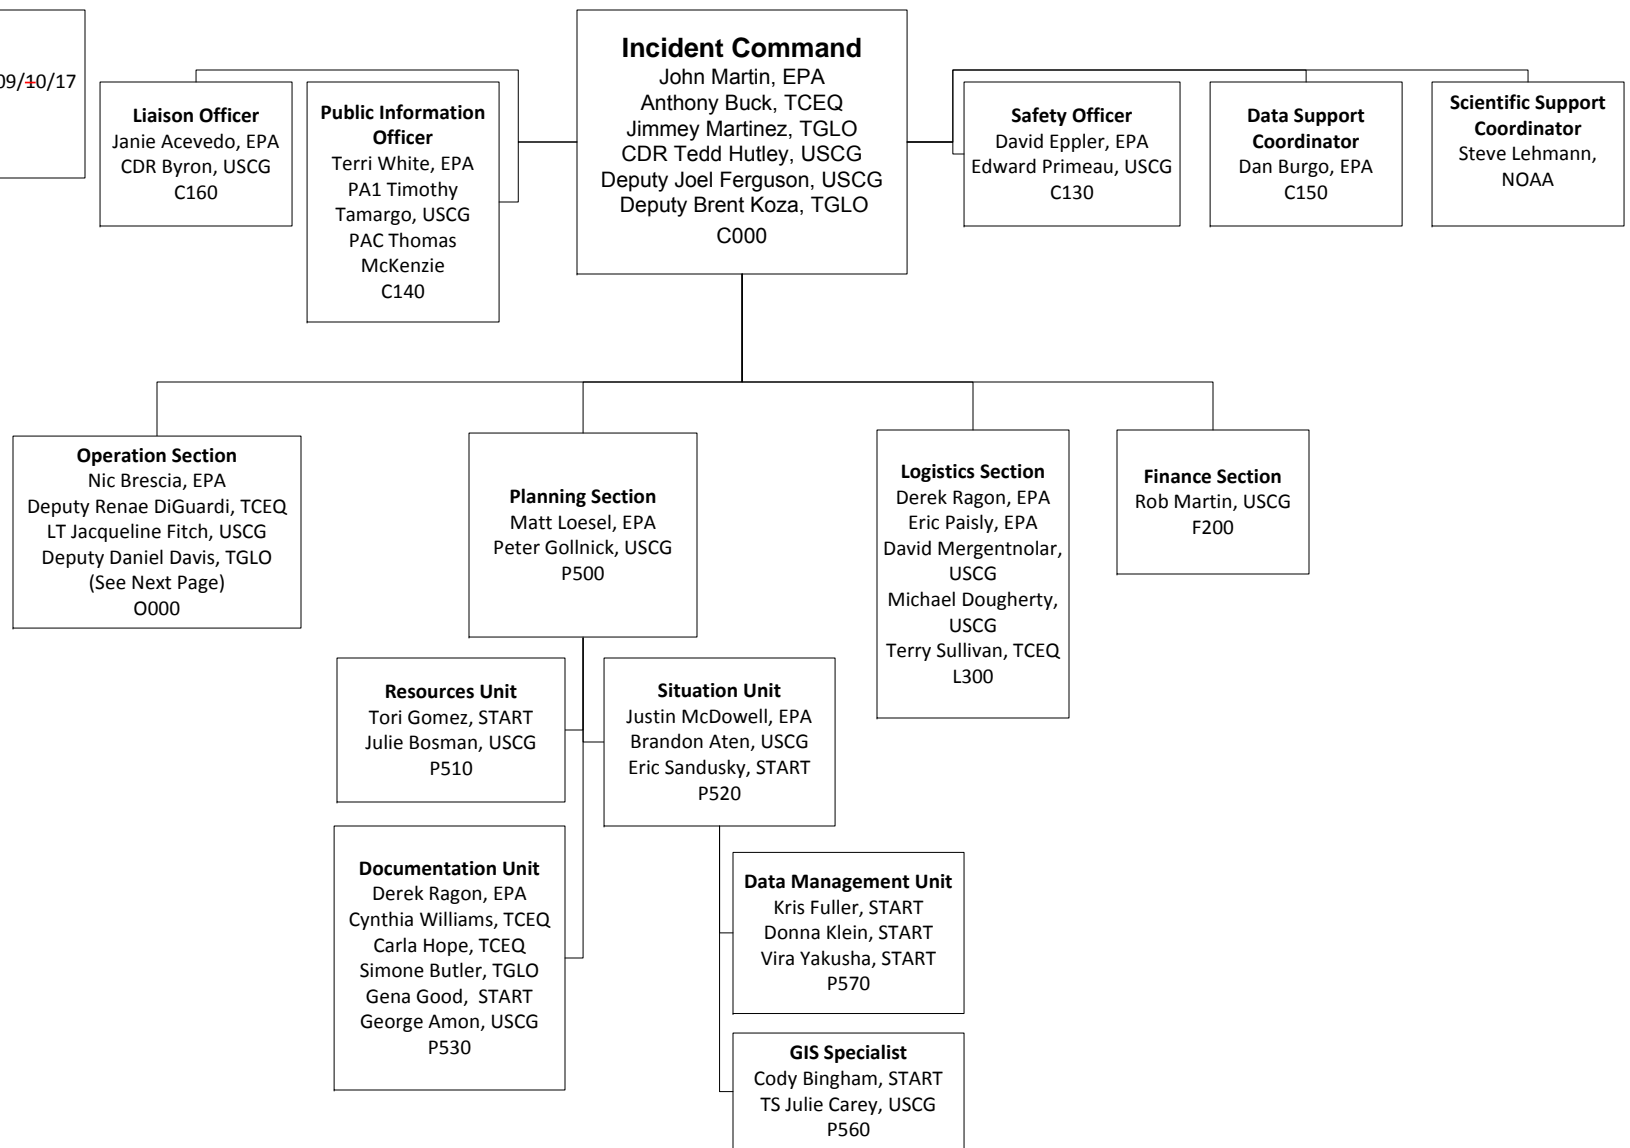 09/10/17
Incident Command
John Martin, EPA
Anthony Buck, TCEQ
Jimmey Martinez, TGLO
CDR Tedd Hutley, USCG
Deputy Joel Ferguson, USCG
Deputy Brent Koza, TGLO
C000
Liaison Officer
Janie Acevedo, EPA
CDR Byron, USCG
C160
Public Information
Officer
Terri White, EPA
PA1 Timothy
Tamargo, USCG
PAC Thomas
McKenzie
C140
Safety Officer
David Eppler, EPA
Edward Primeau, USCG
C130
Data Support
Coordinator
Dan Burgo, EPA
C150
Scientific Support
Coordinator
Steve Lehmann,
NOAA
Operation Section
Nic Brescia, EPA
Deputy Renae DiGuardi, TCEQ
LT Jacqueline Fitch, USCG
Deputy Daniel Davis, TGLO
(See Next Page)
O000
Planning Section
Matt Loesel, EPA
Peter Gollnick, USCG
P500
Logistics Section
Derek Ragon, EPA
Eric Paisly, EPA
David Mergentnolar,
USCG
Michael Dougherty,
USCG
Terry Sullivan, TCEQ
L300
Finance Section
Rob Martin, USCG
F200
Resources Unit
Tori Gomez, START
Julie Bosman, USCG
P510
Situation Unit
Justin McDowell, EPA
Brandon Aten, USCG
Eric Sandusky, START
P520
Documentation Unit
Derek Ragon, EPA
Cynthia Williams, TCEQ
Carla Hope, TCEQ
Simone Butler, TGLO
Gena Good, START
George Amon, USCG
P530
Data Management Unit
Kris Fuller, START
Donna Klein, START
Vira Yakusha, START
P570
GIS Specialist
Cody Bingham, START
TS Julie Carey, USCG
P560